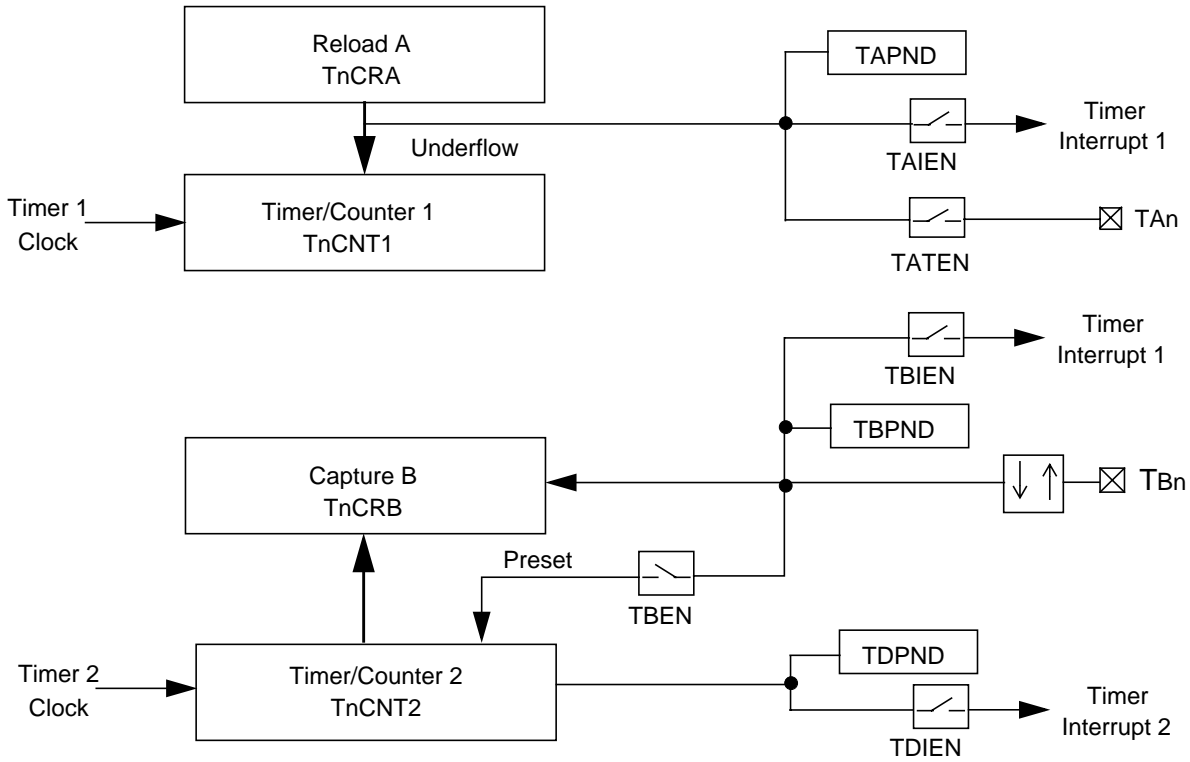 Reload A
TnCRA
TAPND
Timer
Interrupt 1
Underflow
TAIEN
Timer 1
Clock
Timer/Counter 1
TnCNT1
TAn
TATEN
Timer
Interrupt 1
TBIEN
TBPND
Capture B
TnCRB
TBn
Preset
TBEN
TDPND
Timer 2
Clock
Timer/Counter 2
TnCNT2
Timer
Interrupt 2
TDIEN